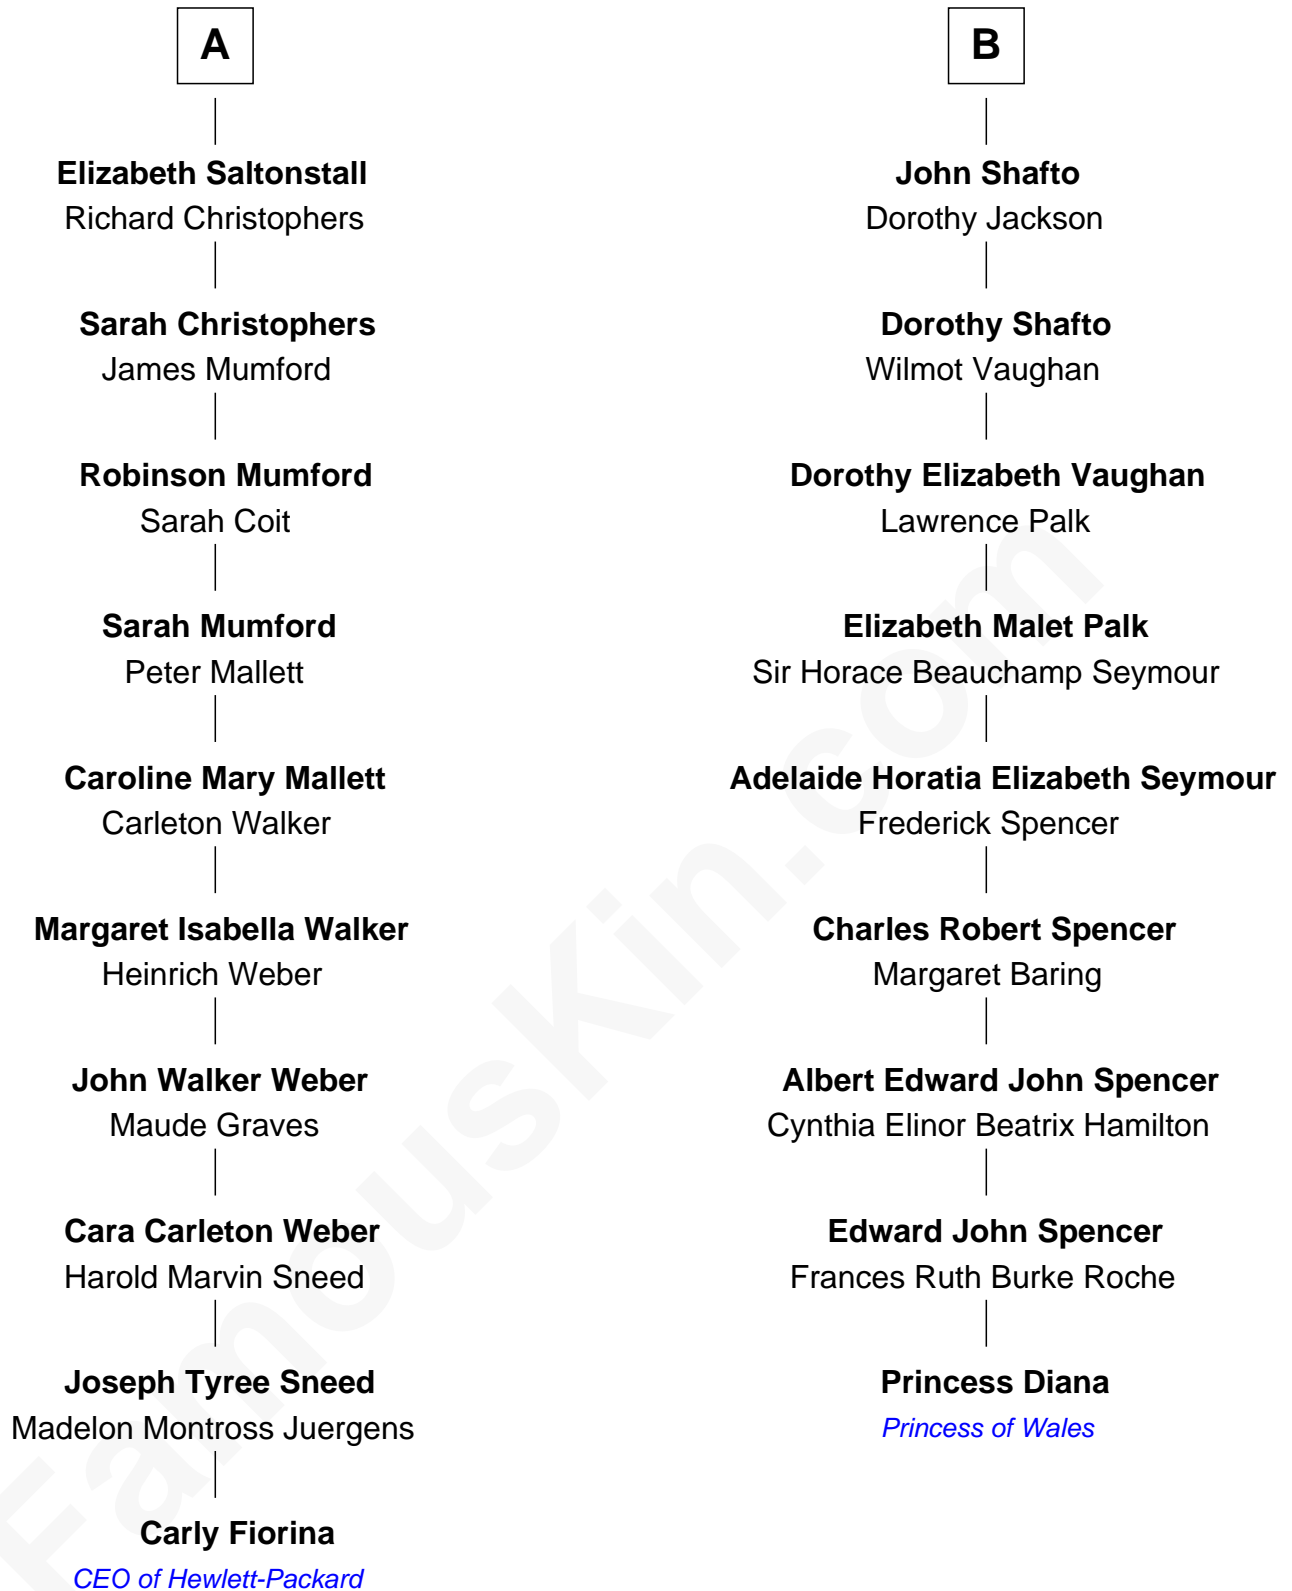 A
Elizabeth Saltonstall
Richard Christophers
Sarah Christophers
James Mumford
Robinson Mumford
Sarah Coit
Sarah Mumford
Peter Mallett
Caroline Mary Mallett
Carleton Walker
Margaret Isabella Walker
Heinrich Weber
John Walker Weber
Maude Graves
Cara Carleton Weber
Harold Marvin Sneed
Joseph Tyree Sneed
Madelon Montross Juergens
Carly Fiorina
CEO of Hewlett-Packard
B
John Shafto
Dorothy Jackson
Dorothy Shafto
Wilmot Vaughan
Dorothy Elizabeth Vaughan
Lawrence Palk
Elizabeth Malet Palk
Sir Horace Beauchamp Seymour
Adelaide Horatia Elizabeth Seymour
Frederick Spencer
Charles Robert Spencer
Margaret Baring
Albert Edward John Spencer
Cynthia Elinor Beatrix Hamilton
Edward John Spencer
Frances Ruth Burke Roche
Princess Diana
Princess of Wales
FamousKin.com